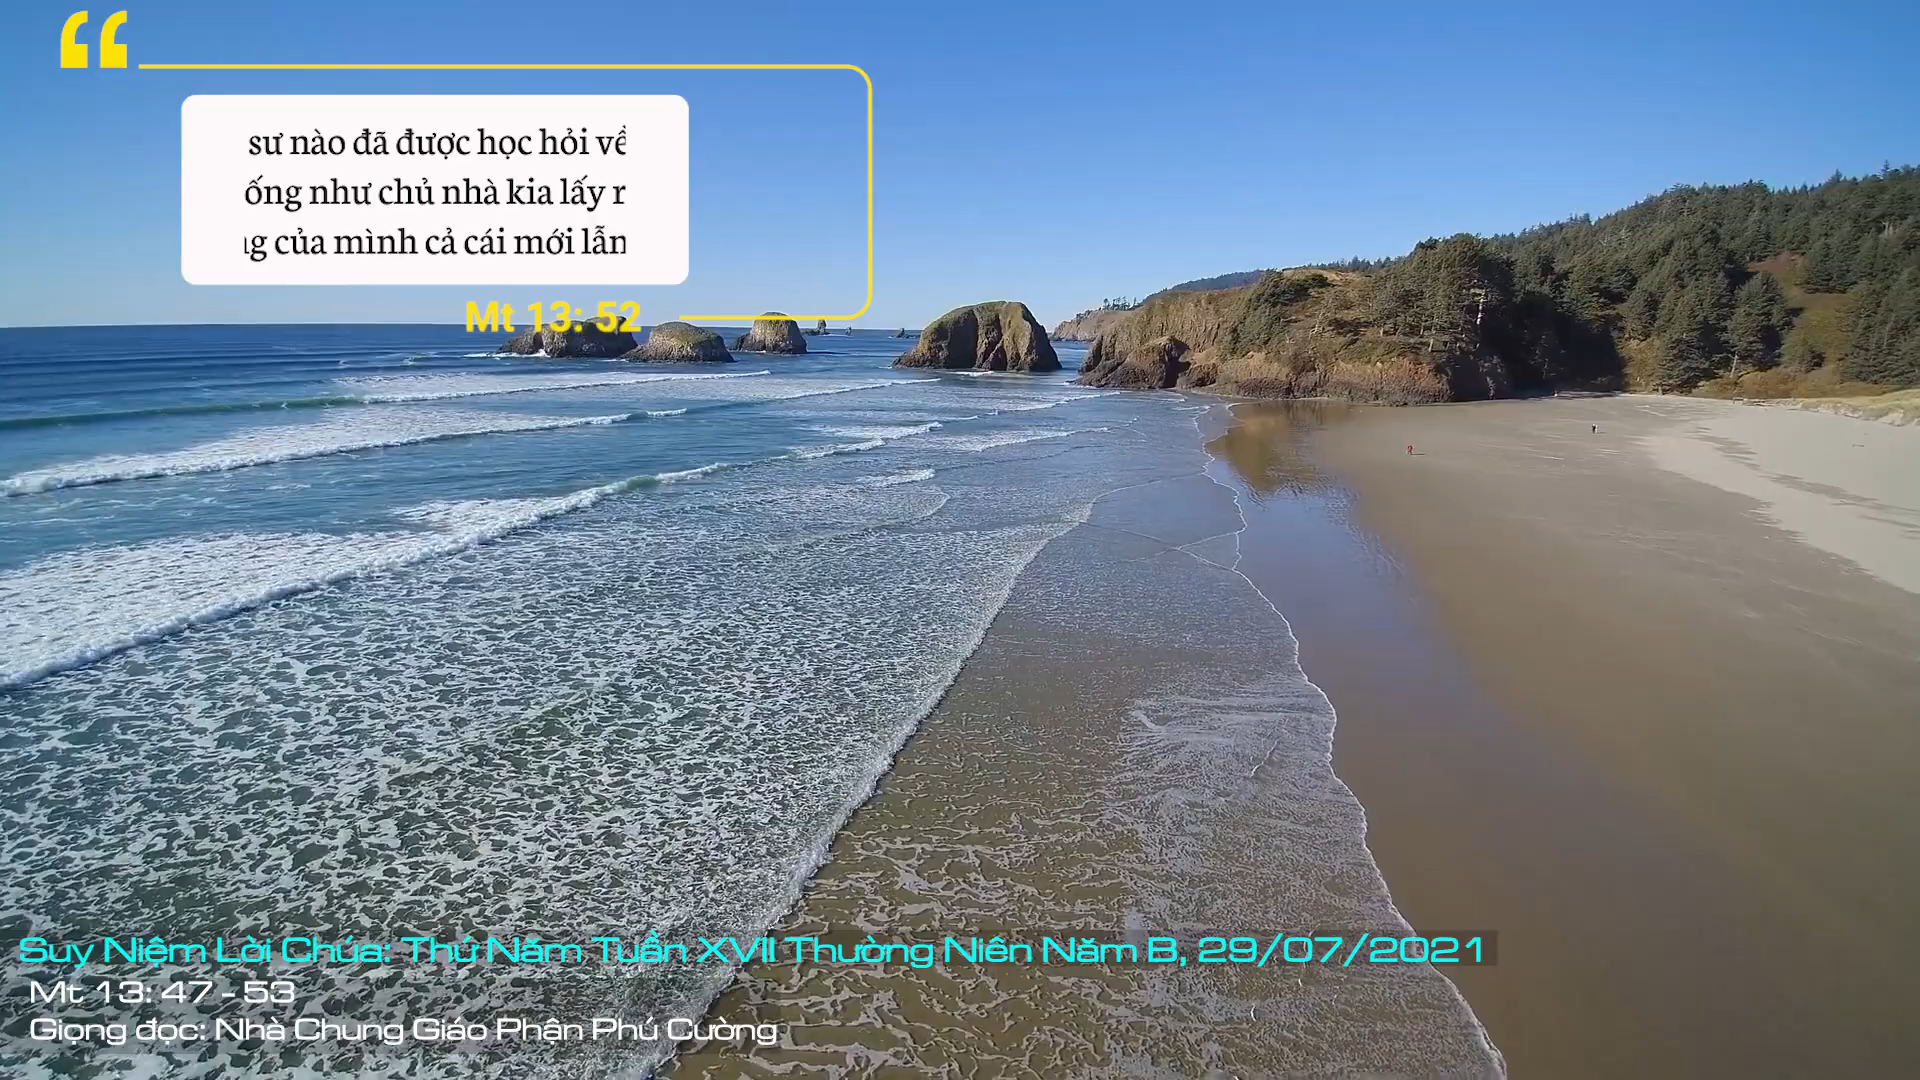 sư nào đã được học hỏi về
ống như chủ nhà kia lấy r
của mình cả cái mới lẫn
Mt 13: 52
Suy Niệm Lời Chúa: Thứ Năm Tuần XVII Thường Niên Năm B, 29/07/2021
Mt 13: 47 - 53
Giọng đọc: Nhà Chung Giáo Phận Phú Cường